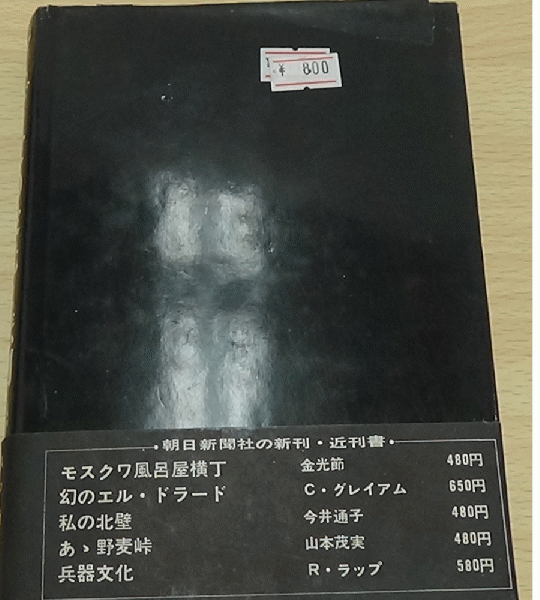 ¥ 800
・朝日新聞社の新刊・近刊書・
モスクワ風呂屋横丁 金光節 480円
幻のエル・ドラード C・グレイアム 650円
私の北壁 今井通子 480円
あゝ野麦峠 山本茂実 480円
兵器文化 R・ラップ 580円